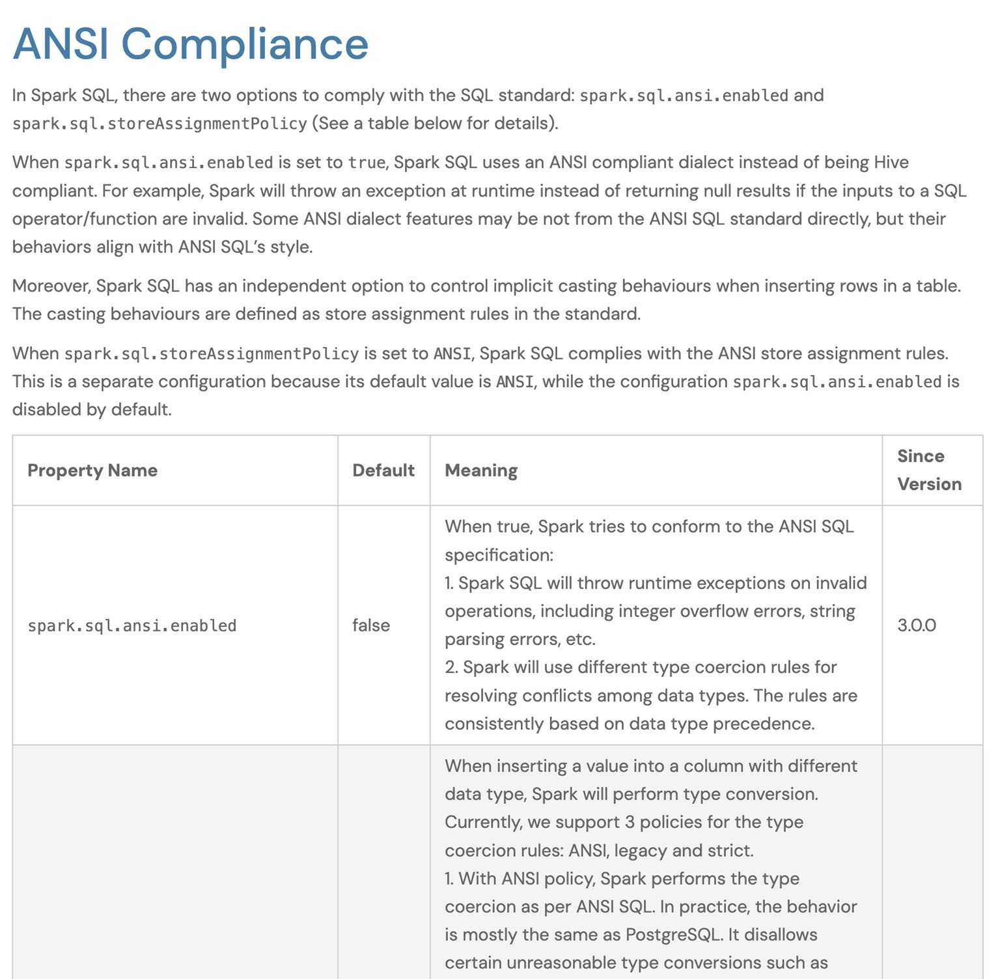 ANSI Compliance
In Spark SQL, there are two options to comply with the SQL standard: spark.sql.ansi.enabled and
spark.sql.storeAssignmentPolicy (See a table below for details).
When spark.sql.ansi.enabled is set to true, Spark SQL uses an ANSI compliant dialect instead of being Hive
compliant. For example, Spark will throw an exception at runtime instead of returning null results if the inputs to a SQL
operator/function are invalid. Some ANSI dialect features may be not from the ANSI SQL standard directly, but their
behaviors align with ANSI SQL’s style.
Moreover, Spark SQL has an independent option to control implicit casting behaviours when inserting rows in a table.
The casting behaviours are defined as store assignment rules in the standard.
When spark.sql.storeAssignmentPolicy is set to ANSI, Spark SQL complies with the ANSI store assignment rules.
This is a separate configuration because its default value is ANSI, while the configuration spark.sql.ansi.enabled is
disabled by default.
Property Name Default Meaning Since Version
When true, Spark tries to conform to the ANSI SQL
specification:
1. Spark SQL will throw runtime exceptions on invalid
operations, including integer overflow errors, string
spark.sql.ansi.enabled false parsing errors, etc. 3.0.0
2. Spark will use different type coercion rules for
resolving conflicts among data types. The rules are
consistently based on data type precedence.
When inserting a value into a column with different
data type, Spark will perform type conversion.
Currently, we support 3 policies for the type
coercion rules: ANSI, legacy and strict.
1. With ANSI policy, Spark performs the type
coercion as per ANSI SQL. In practice, the behavior
is mostly the same as PostgreSQL. It disallows
certain unreasonable type conversions such as